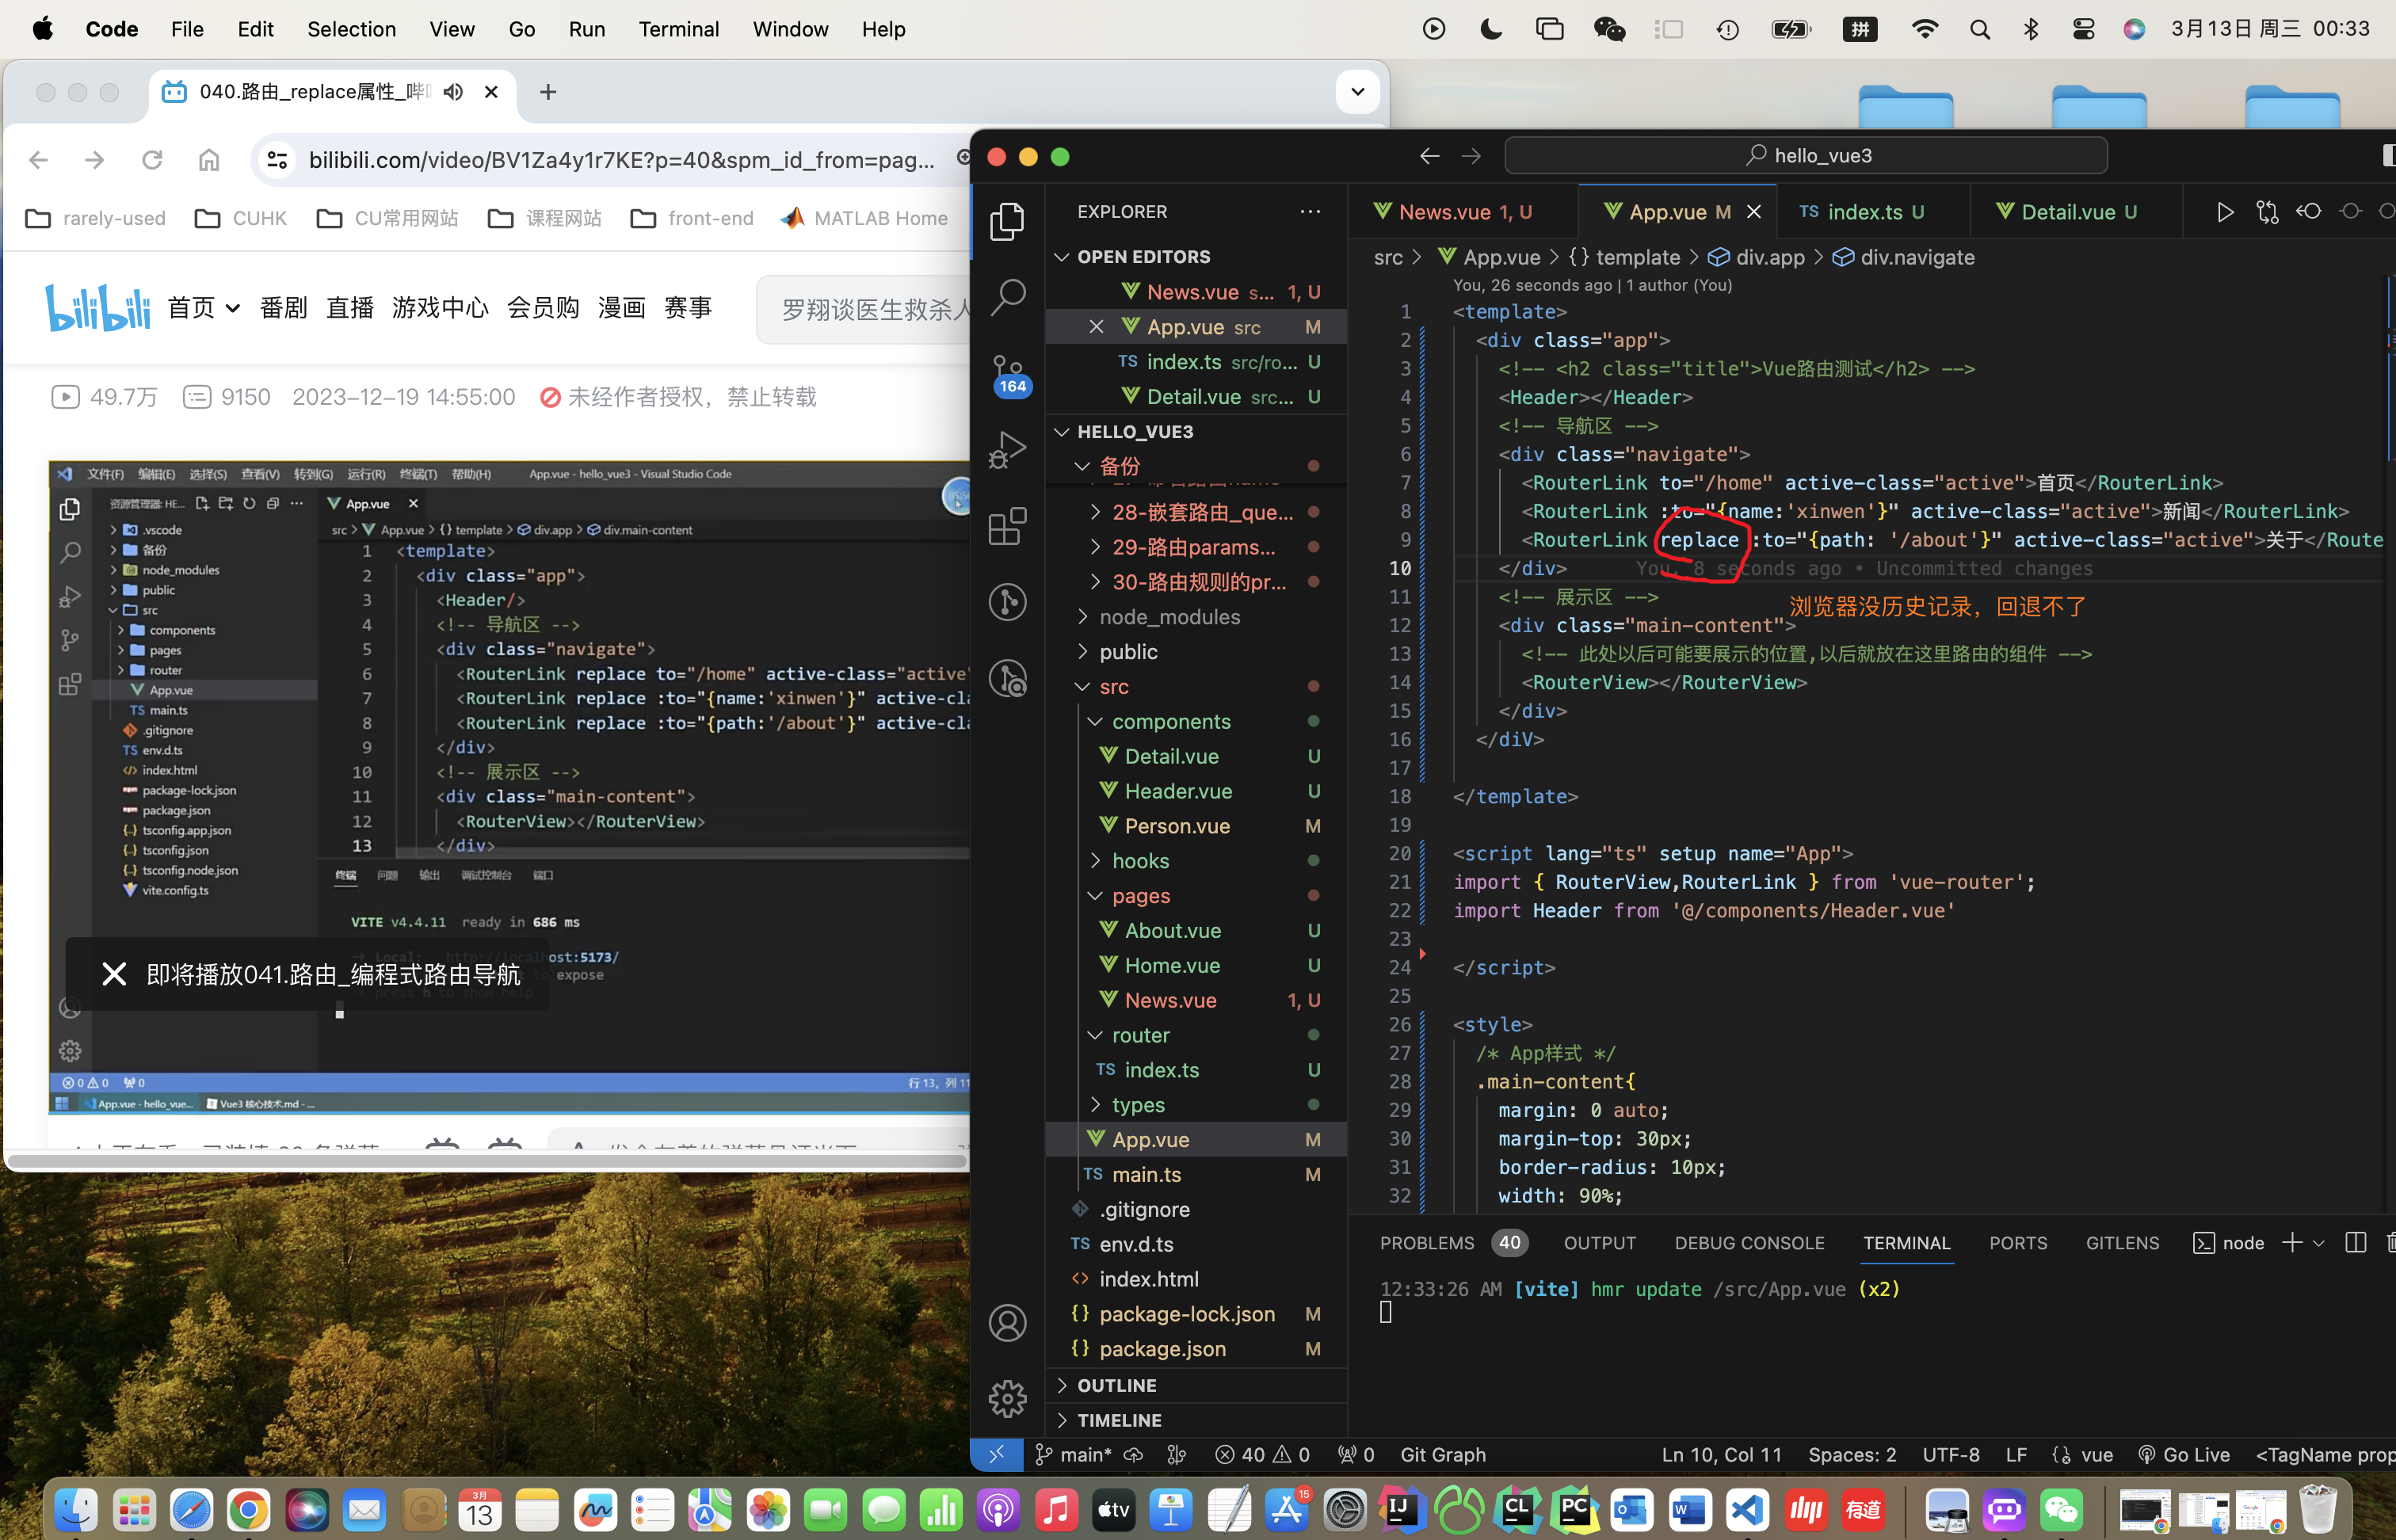 Code File Edit Selection View Go Run Terminal Window Help
拼 3月13日 周三 00:33
040.路由_replace属性_哔
bilibili.com/video/BV1Za4y1r7KE?p=40&spm_id_from=pag...
rarely-used CUHK CU常用网站 课程网站 front-end MATLAB Home
bilibili 首页 番剧 直播 游戏中心 会员购 漫画 赛事
罗翔谈医生救杀人
49.7万 9150 2023-12-19 14:55:00 未经作者授权，禁止转载
文件(F) 编辑(E) 选择(S) 查看(V) 转到(G) 运行(R) 终端(T) 帮助(H) App.vue - hello_vue3 - Visual Studio Code
资源管理器: HE... App.vue
src > App.vue > {} template > div.app > div.main-content
.vscode
备份
node_modules
public
src
components
pages
router
App.vue
TS main.ts
.gitignore
TS env.d.ts
index.html
package-lock.json
package.json
tsconfig.app.json
tsconfig.json
tsconfig.node.json
vite.config.ts
1 <template>
2 <div class="app">
3 <Header/>
4 <!-- 导航区 -->
5 <div class="navigate">
6 <RouterLink replace to="/home" active-class="active"
7 <RouterLink replace :to="{name:'xinwen'}" active-cla
8 <RouterLink replace :to="{path:'/about'}" active-cla
9 </div>
10 <!-- 展示区 -->
11 <div class="main-content">
12 <RouterView></RouterView>
13 </div>
终端 问题 输出 调试控制台 端口
VITE v4.4.11 ready in 686 ms
Local: http://localhost:5173/
to expose
press h to show help
即将播放041.路由_编程式路由导航
0 0 0 行 13，列 11
App.vue - hello_vue... Vue3 核心技术.md - ...
hello_vue3
EXPLORER ...
OPEN EDITORS
News.vue s... 1, U
App.vue src M
TS index.ts src/ro... U
Detail.vue src... U
164
HELLO_VUE3
备份
28-嵌套路由_que...
29-路由params...
30-路由规则的pr...
node_modules
public
src
components
Detail.vue U
Header.vue U
Person.vue M
hooks
pages
About.vue U
Home.vue U
News.vue 1, U
router
TS index.ts U
types
App.vue M
TS main.ts M
.gitignore
TS env.d.ts
<> index.html
{} package-lock.json M
{} package.json M
OUTLINE
TIMELINE
News.vue 1, U App.vue M TS index.ts U Detail.vue U
src > App.vue > {} template > div.app > div.navigate
You, 26 seconds ago | 1 author (You)
1 <template>
2 <div class="app">
3 <!-- <h2 class="title">Vue路由测试</h2> -->
4 <Header></Header>
5 <!-- 导航区 -->
6 <div class="navigate">
7 <RouterLink to="/home" active-class="active">首页</RouterLink>
8 <RouterLink :to="{name:'xinwen'}" active-class="active">新闻</RouterLink>
9 <RouterLink replace :to="{path: '/about'}" active-class="active">关于</Route
10 </div> You, 8 seconds ago • Uncommitted changes
11 <!-- 展示区 -->
浏览器没历史记录，回退不了
12 <div class="main-content">
13 <!-- 此处以后可能要展示的位置,以后就放在这里路由的组件 -->
14 <RouterView></RouterView>
15 </div>
16 </diV>
17
18 </template>
19
20 <script lang="ts" setup name="App">
21 import { RouterView,RouterLink } from 'vue-router';
22 import Header from '@/components/Header.vue'
23
24 </script>
25
26 <style>
27 /* App样式 */
28 .main-content{
29 margin: 0 auto;
30 margin-top: 30px;
31 border-radius: 10px;
32 width: 90%;
PROBLEMS 40 OUTPUT DEBUG CONSOLE TERMINAL PORTS GITLENS node
12:33:26 AM [vite] hmr update /src/App.vue (x2)
main* 40 0 0 Git Graph Ln 10, Col 11 Spaces: 2 UTF-8 LF vue Go Live <TagName prop
3月 13 tv 15 IJ CL PC W 有道